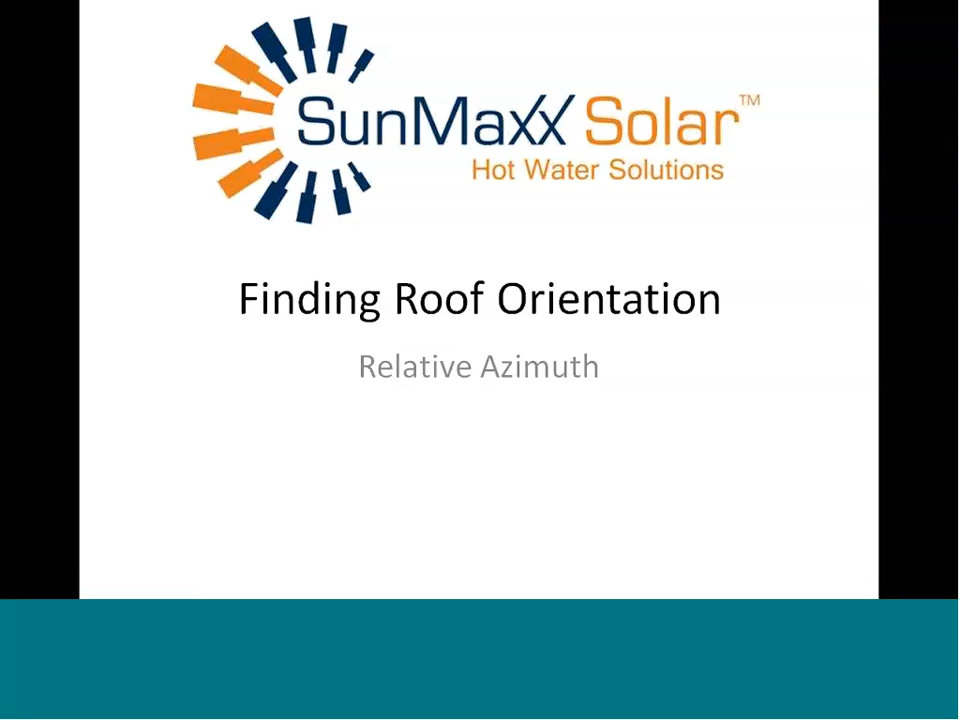 SunMaxx Solar™
Hot Water Solutions
Finding Roof Orientation
Relative Azimuth